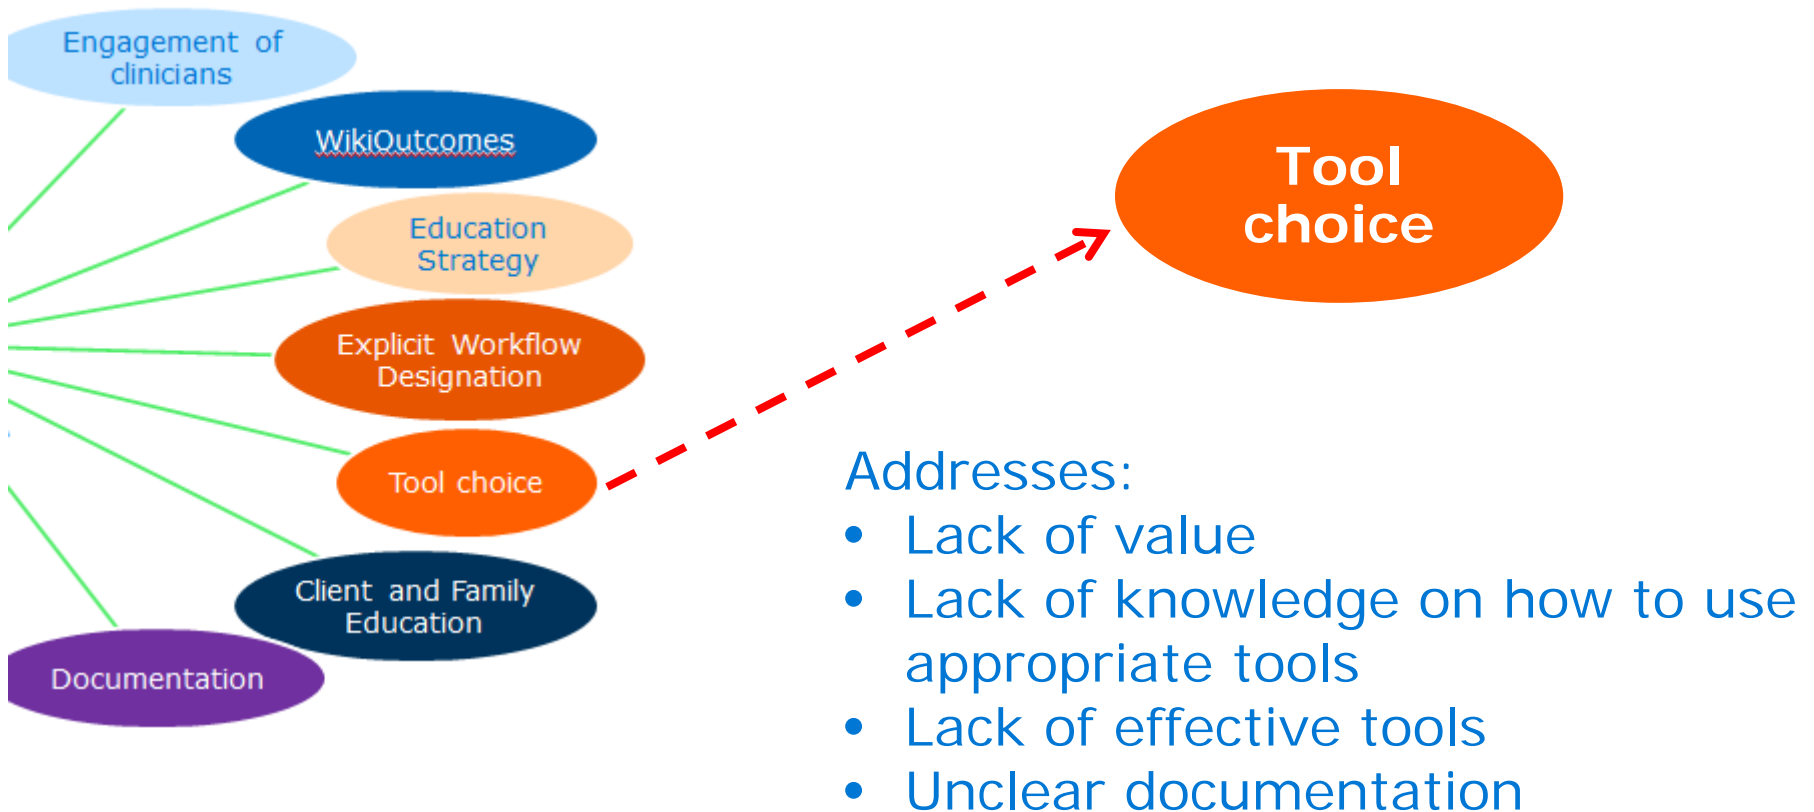 Engagement of
clinicians
WikiOutcomes
Education
Strategy
Explicit Workflow
Designation
Tool choice
Client and Family
Education
Documentation
Tool
choice
Addresses:
• Lack of value
• Lack of knowledge on how to use
appropriate tools
• Lack of effective tools
• Unclear documentation